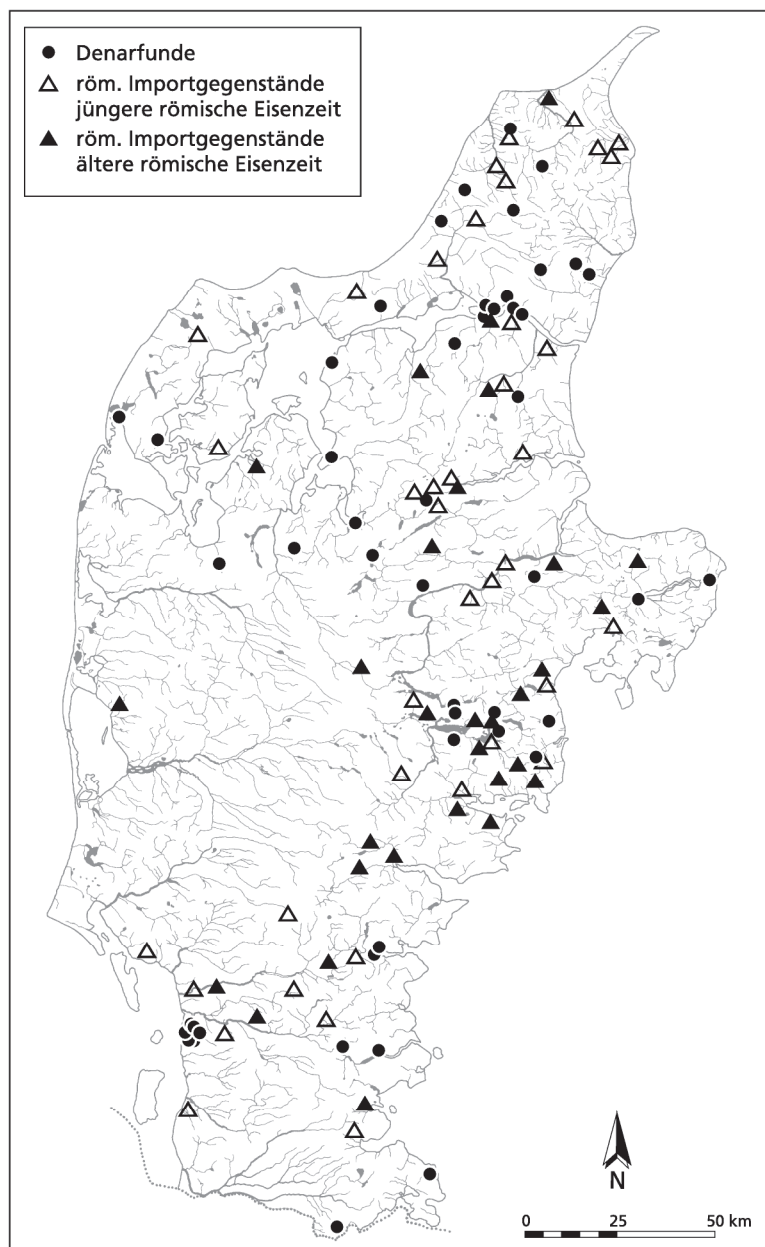 Denarfunde
röm. Importgegenstände
jüngere römische Eisenzeit
röm. Importgegenstände
ältere römische Eisenzeit
N
0 25 50 km